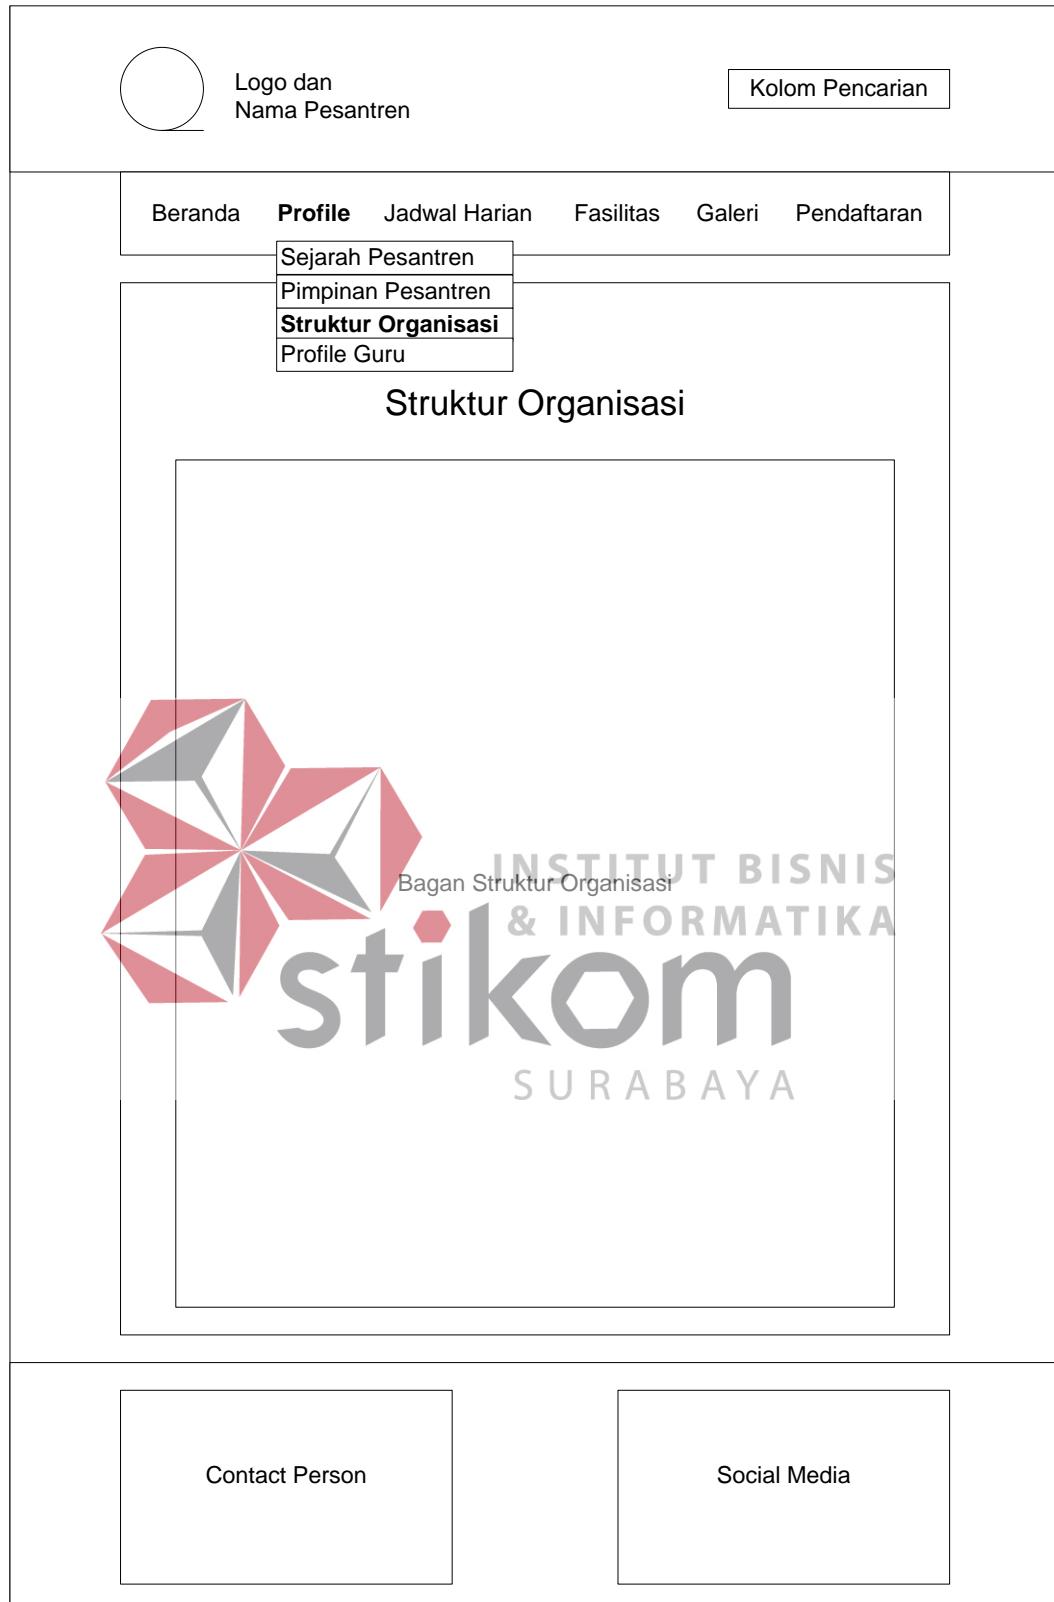 Logo dan
Nama Pesantren
Kolom Pencarian
Beranda Profile Jadwal Harian Fasilitas Galeri Pendaftaran
Sejarah Pesantren
Pimpinan Pesantren
Struktur Organisasi
Profile Guru
Struktur Organisasi
INSTITUT BISNIS
Bagan Struktur Organisasi
& INFORMATIKA
stikom
SURABAYA
Contact Person
Social Media